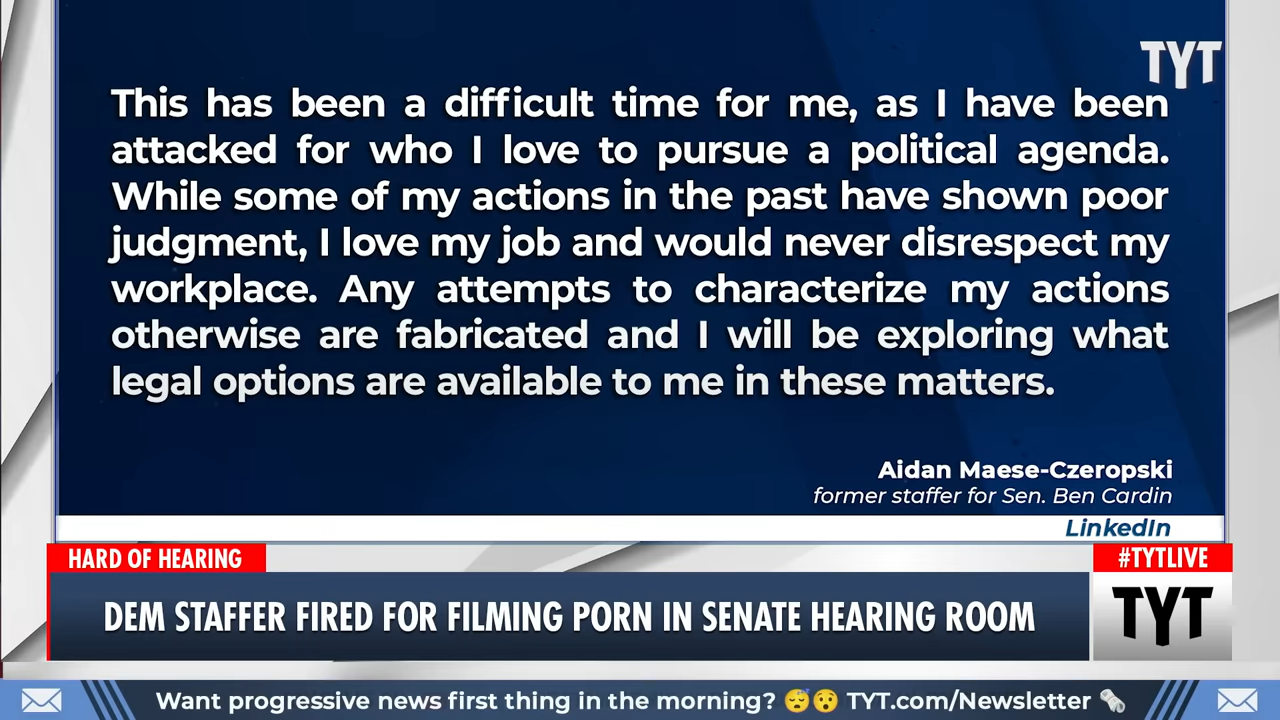 TYT
This has been a difficult time for me, as I have been
attacked for who I love to pursue a political agenda.
While some of my actions in the past have shown poor
judgment, I love my job and would never disrespect my
workplace. Any attempts to characterize my actions
otherwise are fabricated and I will be exploring what
legal options are available to me in these matters.
Aidan Maese-Czeropski
former staffer for Sen. Ben Cardin
LinkedIn
HARD OF HEARING
#TYTLIVE
DEM STAFFER FIRED FOR FILMING PORN IN SENATE HEARING ROOM
TYT
Want progressive news first thing in the morning? 😴😯 TYT.com/Newsletter 🗞️